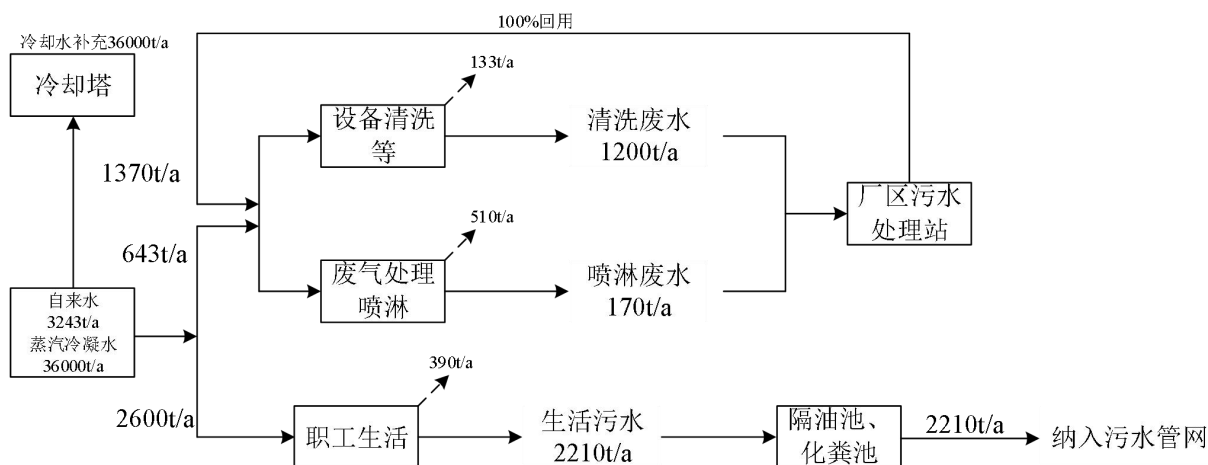 100%回用
冷却水补充36000t/a
冷却塔
133t/a
设备清洗
等
清洗废水
1200t/a
1370t/a
厂区污水
处理站
510t/a
643t/a
废气处理
喷淋
喷淋废水
170t/a
自来水
3243t/a
蒸汽冷凝水
36000t/a
390t/a
2600t/a
职工生活
生活污水
2210t/a
隔油池、
化粪池
2210t/a
纳入污水管网